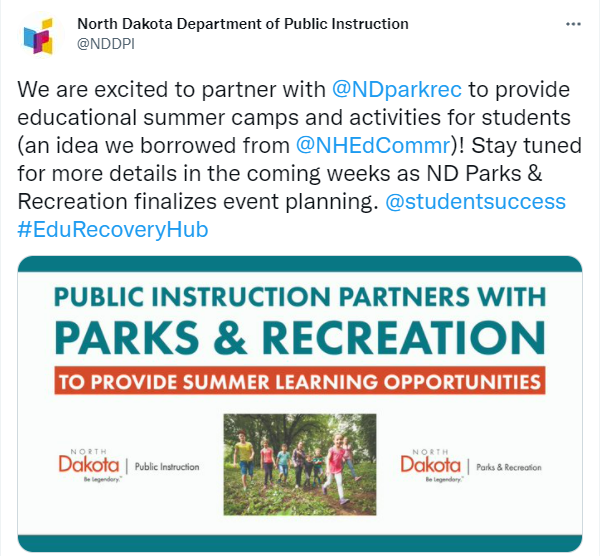 North Dakota Department of Public Instruction
@NDDPI
We are excited to partner with @NDparkrec to provide
educational summer camps and activities for students
(an idea we borrowed from @NHEdCommr)! Stay tuned
for more details in the coming weeks as ND Parks &
Recreation finalizes event planning. @studentsuccess
#EduRecoveryHub
PUBLIC INSTRUCTION PARTNERS WITH
PARKS & RECREATION
TO PROVIDE SUMMER LEARNING OPPORTUNITIES
NORTH
Dakota | Public Instruction
Be Legendary.™
NORTH
Dakota | Parks & Recreation
Be Legendary.™